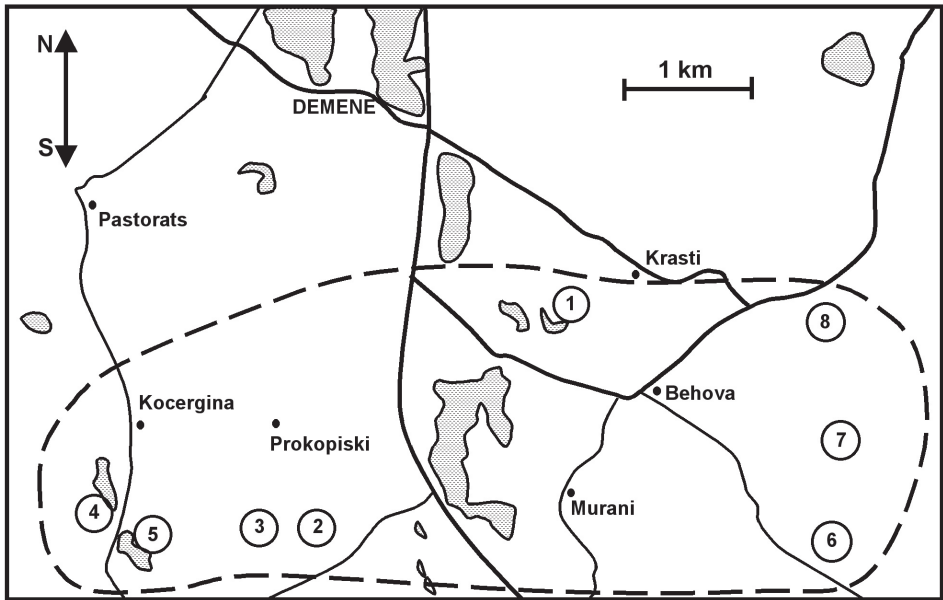 N
S
1 km
DEMENE
Pastorats
Krasti
1
8
Kocergina
Behova
Prokopiski
7
Murani
4
5
3
2
6